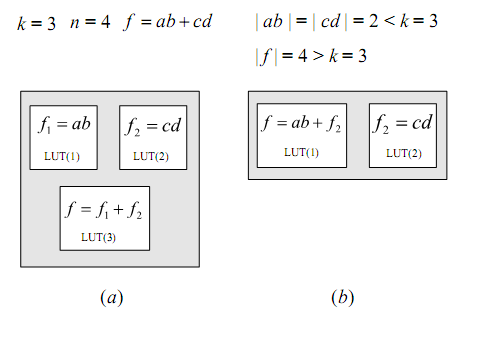 k = 3 n = 4 f = ab + cd
|ab| = |cd| = 2 < k = 3
|f| = 4 > k = 3
f₁ = ab
LUT(1)
f₂ = cd
LUT(2)
f = f₁ + f₂
LUT(3)
(a)
f = ab + f₂
LUT(1)
f₂ = cd
LUT(2)
(b)